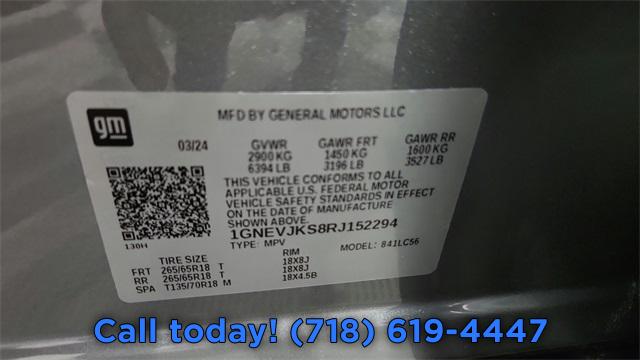 gm
MFD BY GENERAL MOTORS LLC
03/24 GVWR GAWR FRT GAWR RR
2900 KG 1450 KG 1600 KG
6394 LB 3196 LB 3527 LB
THIS VEHICLE CONFORMS TO ALL
APPLICABLE U.S. FEDERAL MOTOR
VEHICLE SAFETY STANDARDS IN EFFECT
ON THE DATE OF MANUFACTURE
SHOWN ABOVE.
1GNEVJKS8RJ152294
130H TYPE: MPV MODEL: 841LC56
TIRE SIZE RIM
FRT 265/65R18 T 18X8J
RR 265/65R18 T 18X8J
SPA T135/70R18 M 18X4.5B
Call today! (718) 619-4447